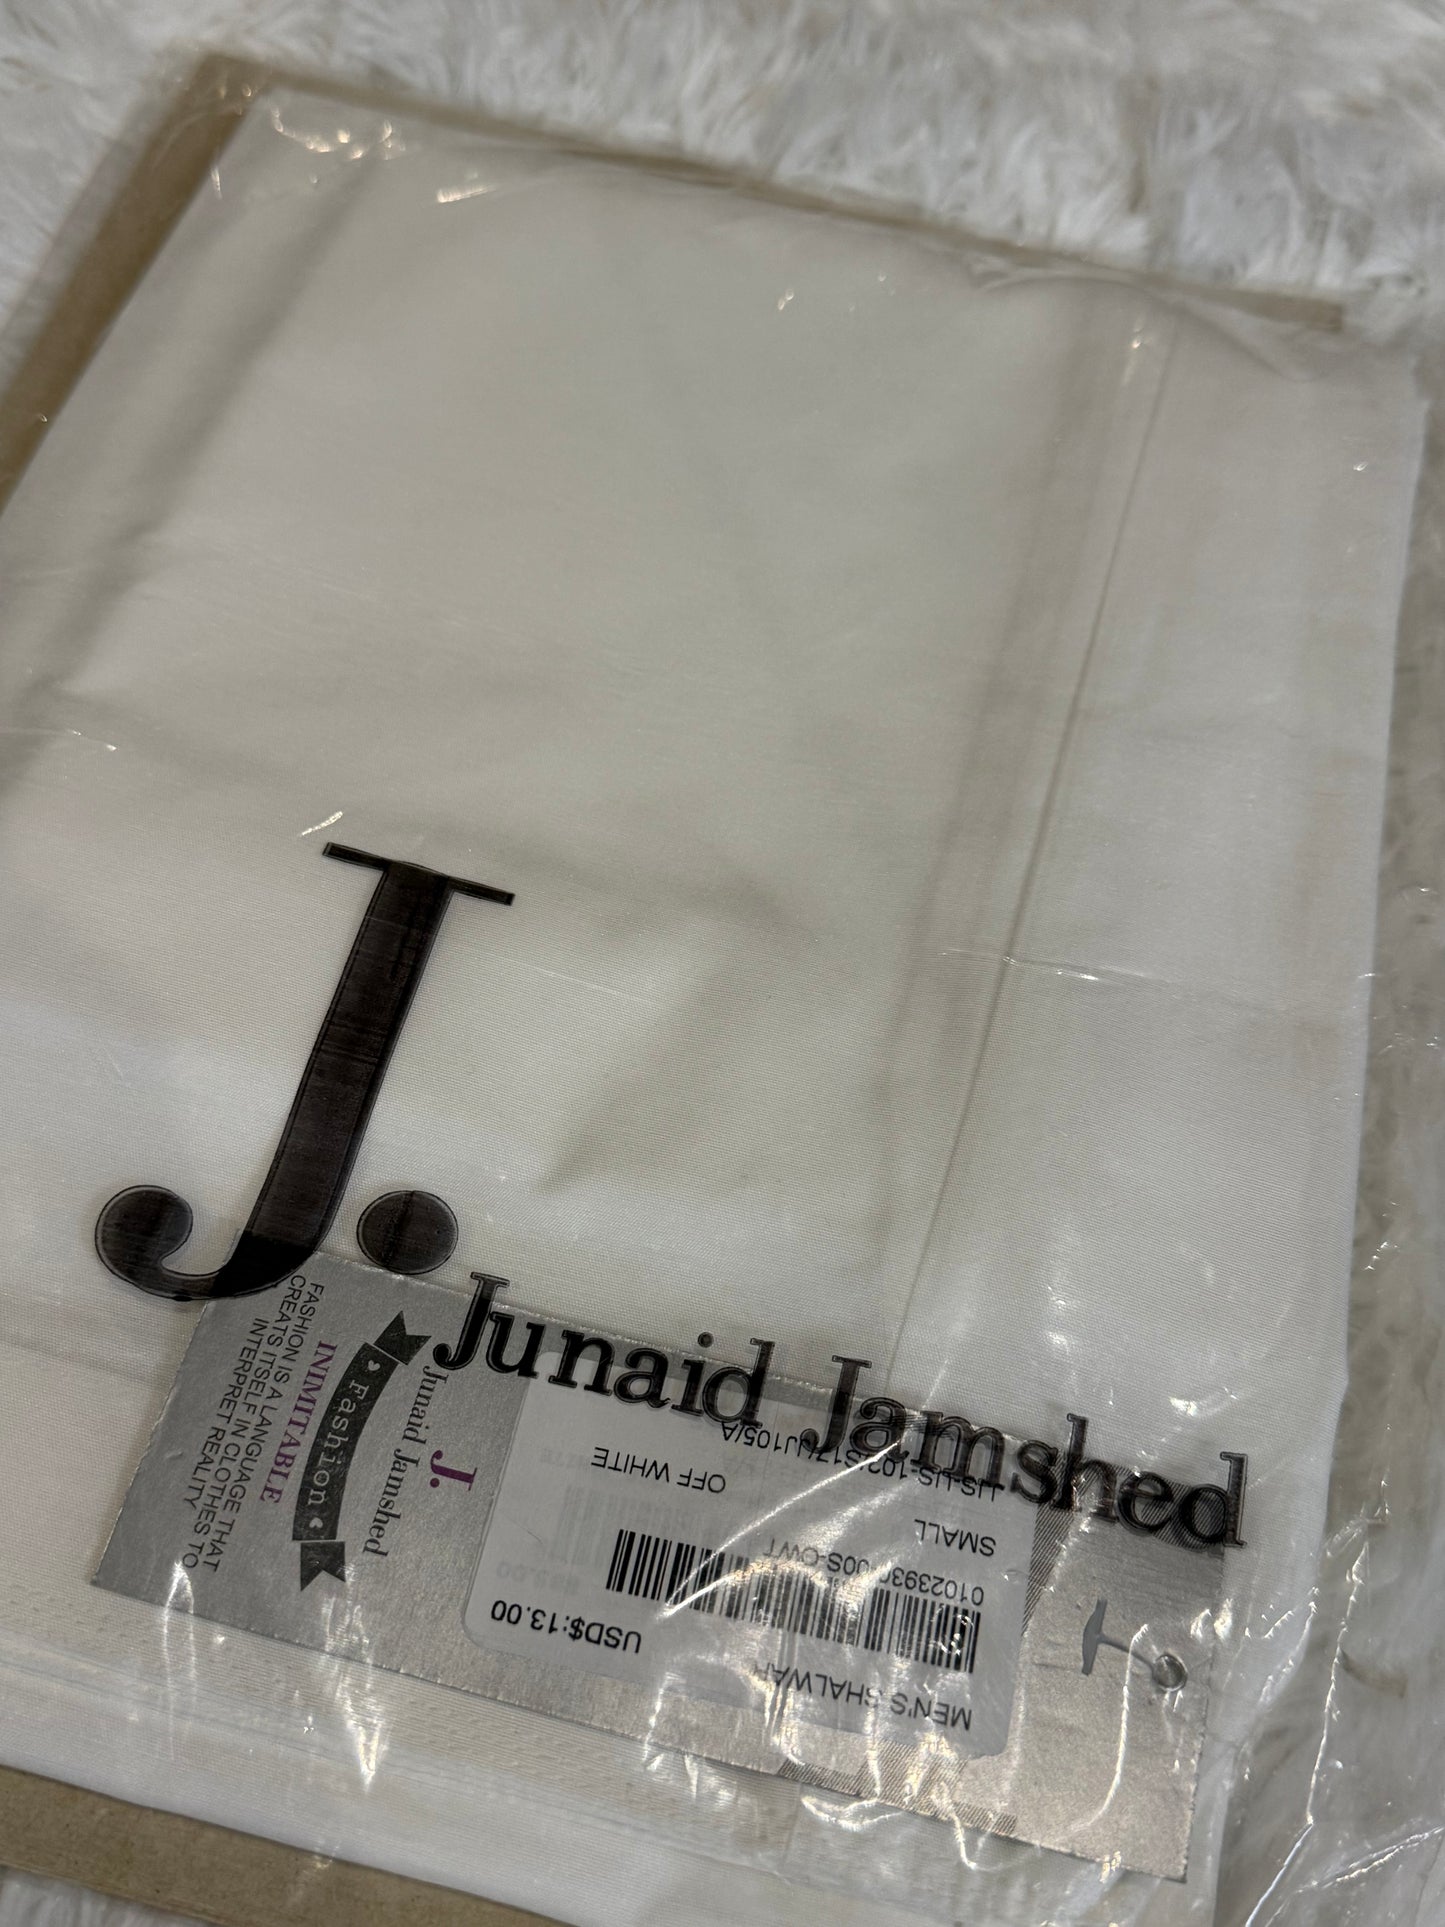 J.
Junaid Jamshed
FASHION IS A LANGUAGE THAT
CREATS ITSELF IN CLOTHES TO
INTERPRET REALITY
INIMITABLE
Fashion
J.
Junaid Jamshed
MEN'S SHALWAR
USD$:13.00
SMALL
OFF WHITE